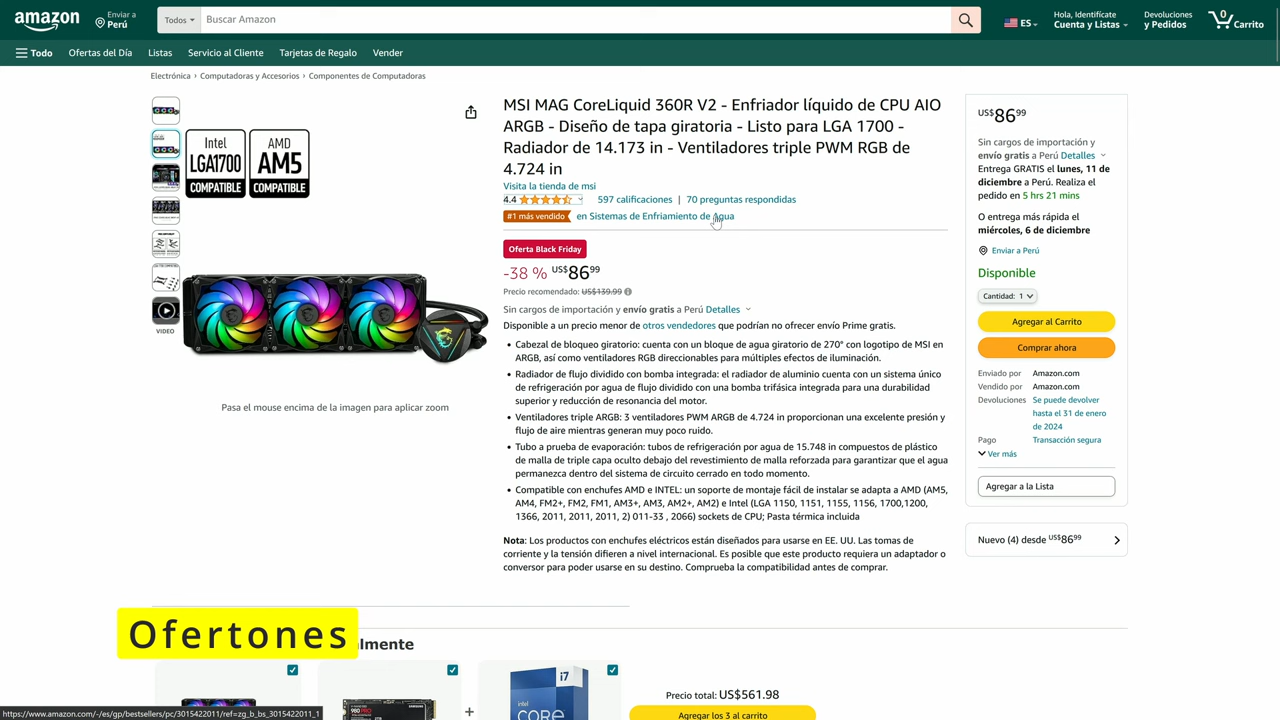 amazon
Enviar a
Perú
Todos
Buscar Amazon
ES
Hola, Identifícate
Cuenta y Listas
Devoluciones
y Pedidos
0
Carrito
Todo
Ofertas del Día
Listas
Servicio al Cliente
Tarjetas de Regalo
Vender
Electrónica › Computadoras y Accesorios › Componentes de Computadoras
Intel
LGA1700
COMPATIBLE
AMD
AM5
COMPATIBLE
VIDEO
Pasa el mouse encima de la imagen para aplicar zoom
MSI MAG CoreLiquid 360R V2 - Enfriador líquido de CPU AIO
ARGB - Diseño de tapa giratoria - Listo para LGA 1700 -
Radiador de 14.173 in - Ventiladores triple PWM RGB de
4.724 in
Visita la tienda de msi
4.4 597 calificaciones | 70 preguntas respondidas
#1 más vendido en Sistemas de Enfriamiento de Agua
Oferta Black Friday
-38 % US$8699
Precio recomendado: US$139.99
Sin cargos de importación y envío gratis a Perú Detalles
Disponible a un precio menor de otros vendedores que podrían no ofrecer envío Prime gratis.
• Cabezal de bloqueo giratorio: cuenta con un bloque de agua giratorio de 270° con logotipo de MSI en
ARGB, así como ventiladores RGB direccionables para múltiples efectos de iluminación.
• Radiador de flujo dividido con bomba integrada: el radiador de aluminio cuenta con un sistema único
de refrigeración por agua de flujo dividido con una bomba trifásica integrada para una durabilidad
superior y reducción de resonancia del motor.
• Ventiladores triple ARGB: 3 ventiladores PWM ARGB de 4.724 in proporcionan una excelente presión y
flujo de aire mientras generan muy poco ruido.
• Tubo a prueba de evaporación: tubos de refrigeración por agua de 15.748 in compuestos de plástico
de malla de triple capa oculto debajo del revestimiento de malla reforzada para garantizar que el agua
permanezca dentro del sistema de circuito cerrado en todo momento.
• Compatible con enchufes AMD e INTEL: un soporte de montaje fácil de instalar se adapta a AMD (AM5,
AM4, FM2+, FM2, FM1, AM3+, AM3, AM2+, AM2) e Intel (LGA 1150, 1151, 1155, 1156, 1700,1200,
1366, 2011, 2011, 2011, 2) 011-33 , 2066) sockets de CPU; Pasta térmica incluida
Nota: Los productos con enchufes eléctricos están diseñados para usarse en EE. UU. Las tomas de
corriente y la tensión difieren a nivel internacional. Es posible que este producto requiera un adaptador o
conversor para poder usarse en su destino. Comprueba la compatibilidad antes de comprar.
US$8699
Sin cargos de importación y
envío gratis a Perú Detalles
Entrega GRATIS el lunes, 11 de
diciembre a Perú. Realiza el
pedido en 5 hrs 21 mins
O entrega más rápida el
miércoles, 6 de diciembre
Enviar a Perú
Disponible
Cantidad: 1
Agregar al Carrito
Comprar ahora
Enviado por Amazon.com
Vendido por Amazon.com
Devoluciones Se puede devolver
hasta el 31 de enero
de 2024
Pago Transacción segura
Ver más
Agregar a la Lista
Nuevo (4) desde US$8699
Ofertones
lmente
SAMSUNG
980 PRO
+
intel
i7
CORE
Precio total: US$561.98
Agregar los 3 al carrito
https://www.amazon.com/-/es/gp/bestsellers/pc/3015422011/ref=zg_b_bs_3015422011_1